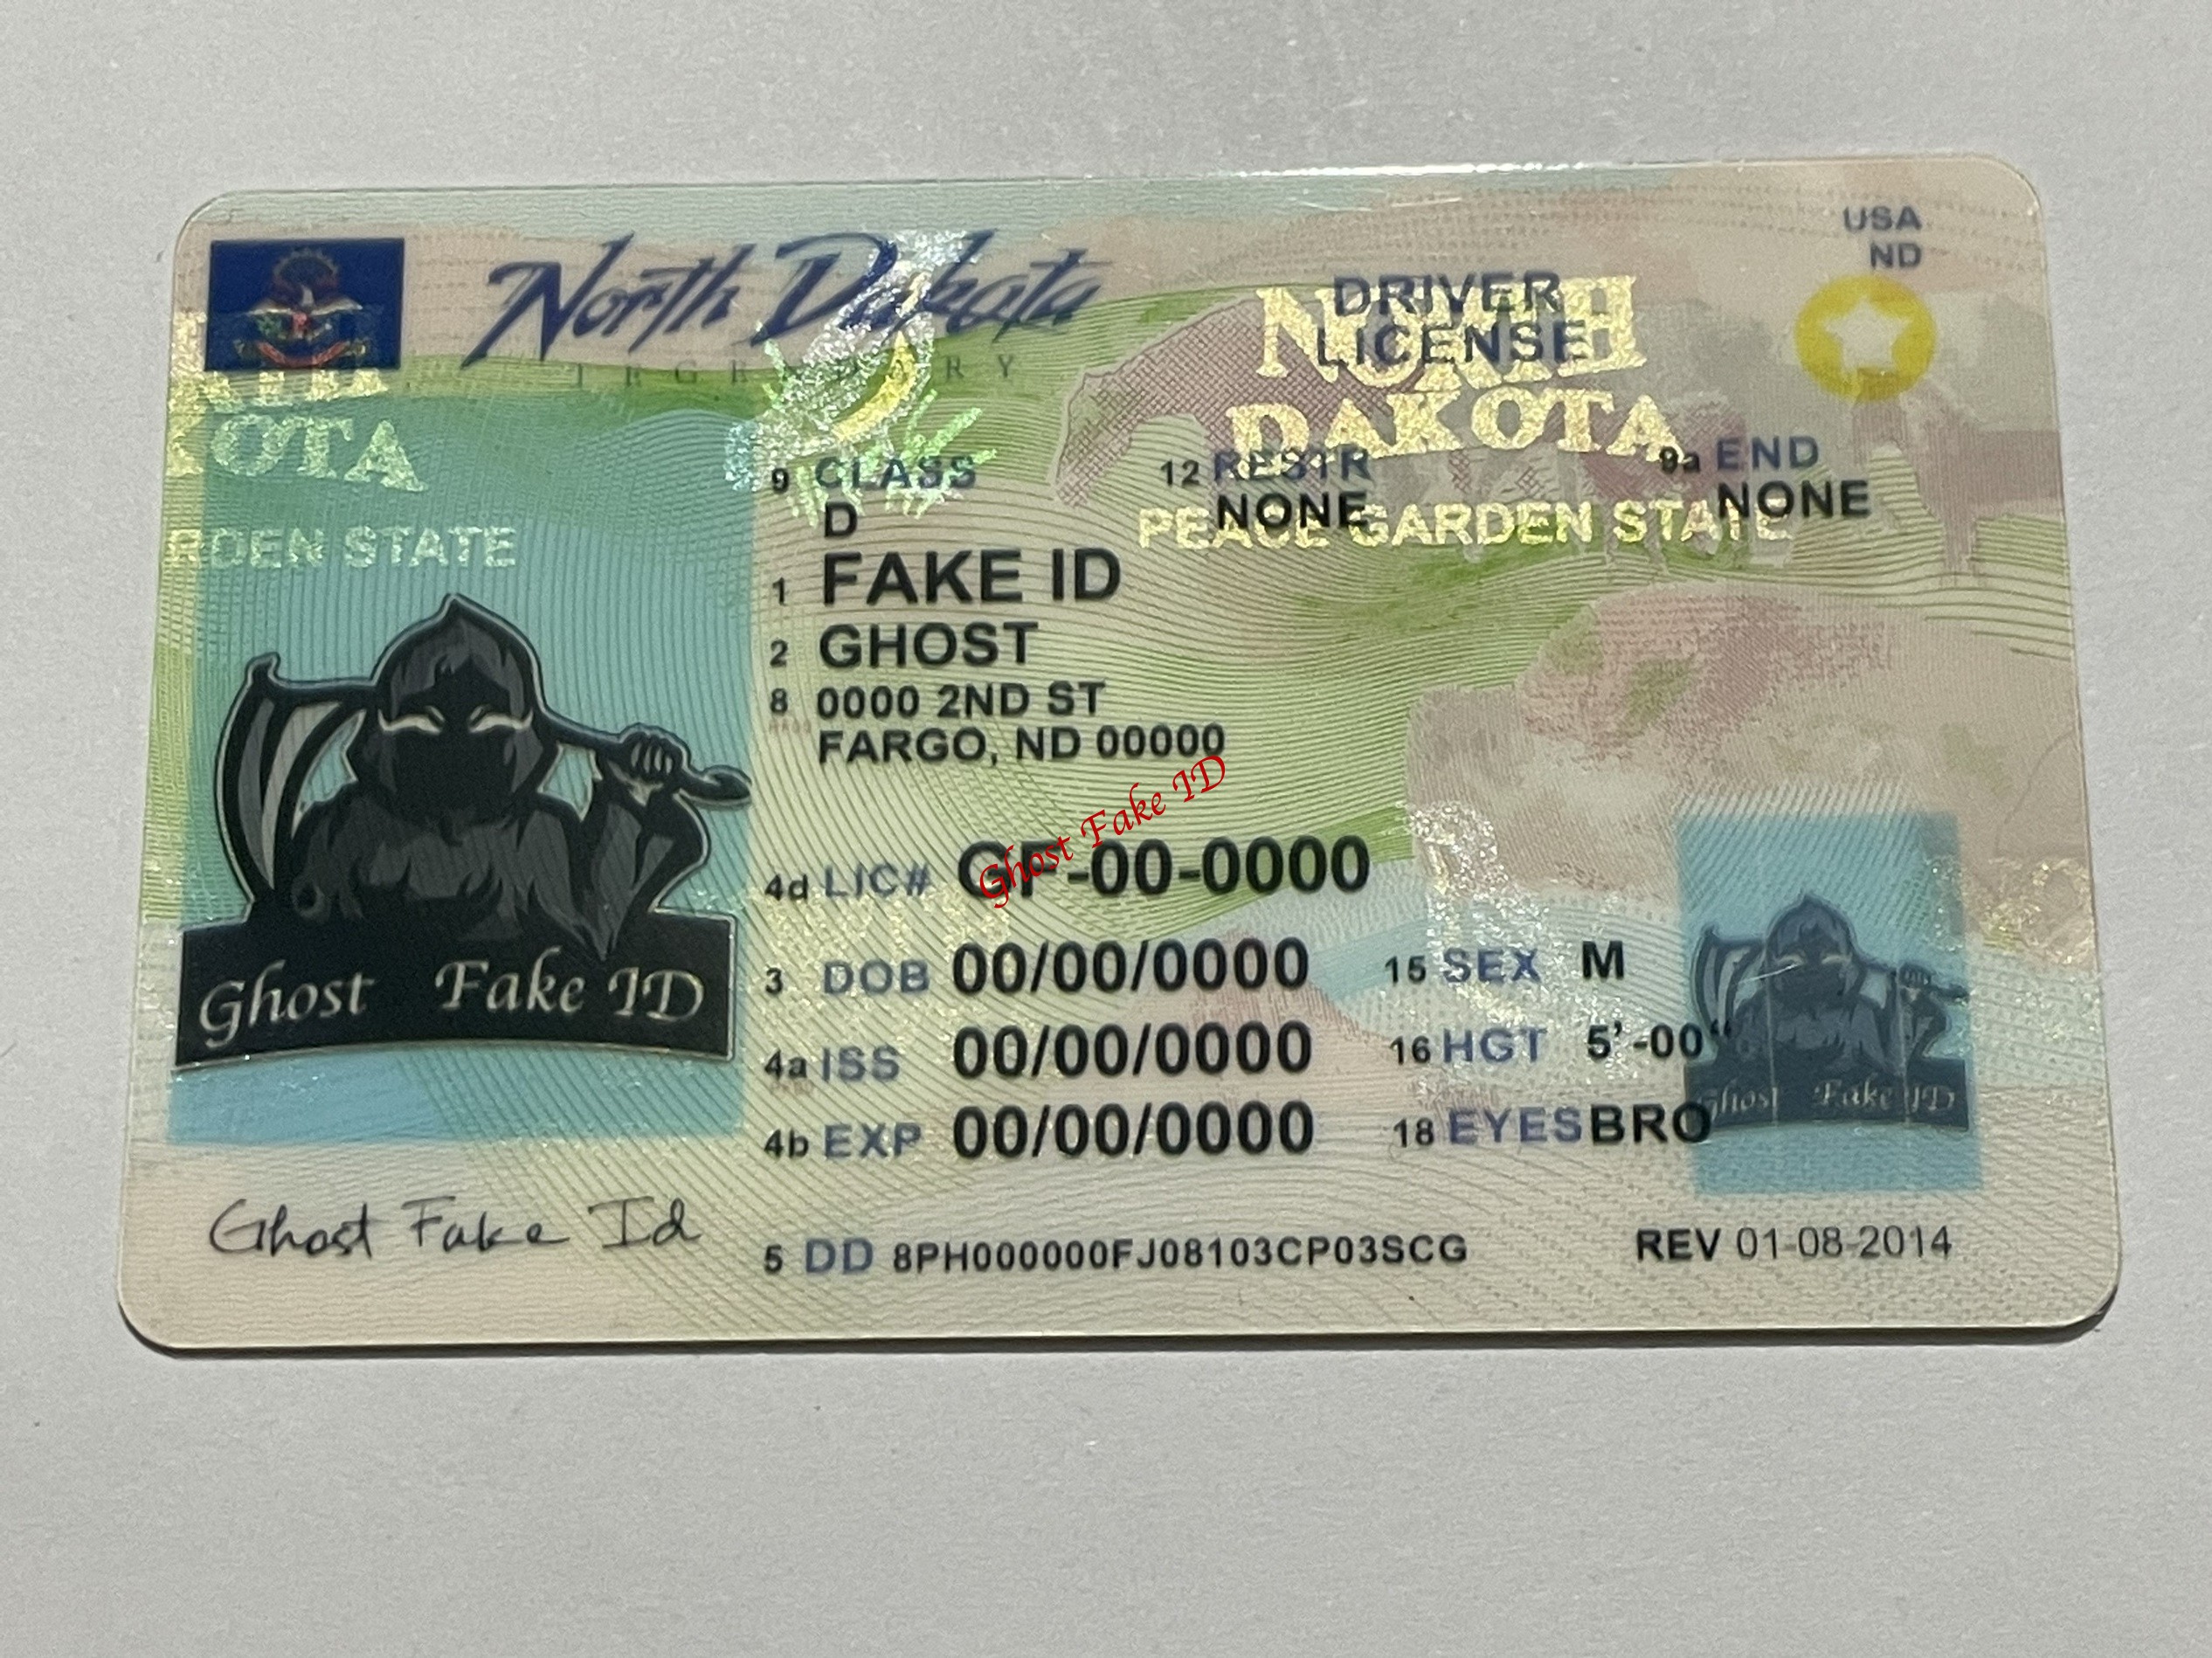 USA
ND
North Dakota
LEGENDARY
DRIVER
LICENSE
NORTH
DAKOTA
PEACE GARDEN STATE
KOTA
RDEN STATE
9 CLASS
D
12 RESTR
NONE
9a END
NONE
1 FAKE ID
2 GHOST
8 0000 2ND ST
FARGO, ND 00000
Ghost Fake ID
4d LIC# GF-00-0000
3 DOB 00/00/0000
15 SEX M
4a ISS 00/00/0000
16 HGT 5'-00"
4b EXP 00/00/0000
18 EYES BRO
Ghost Fake ID
Ghost Fake ID
Ghost Fake Id
5 DD 8PH000000FJ08103CP03SCG
REV 01-08-2014